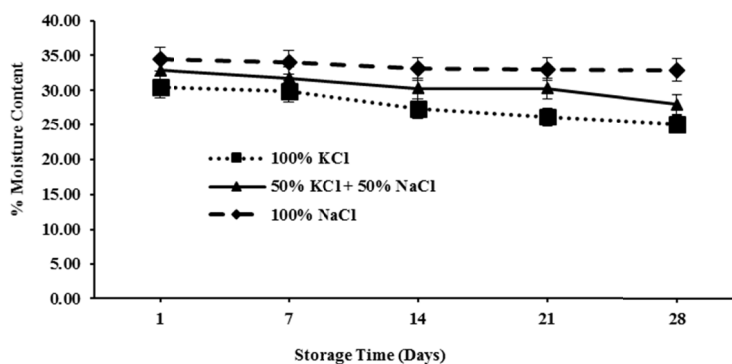 40.00
35.00
30.00
25.00
20.00
15.00
10.00
5.00
0.00
% Moisture Content
100% KCl
50% KCl+ 50% NaCl
100% NaCl
1 7 14 21 28
Storage Time (Days)